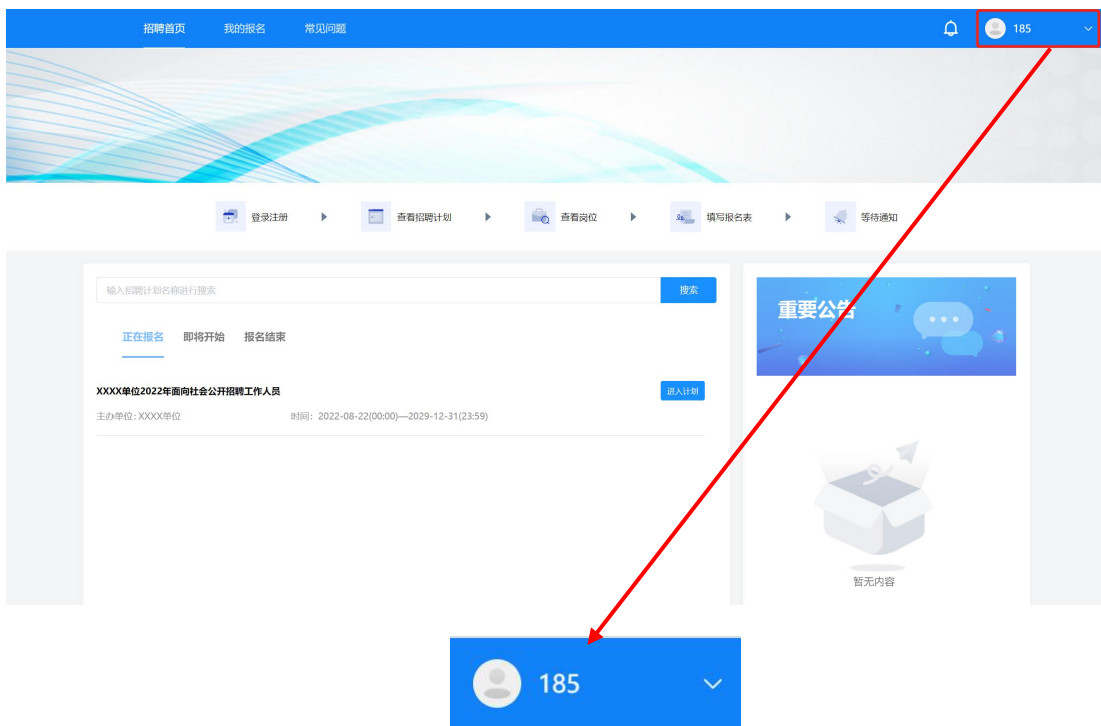 招聘首页 我的报名 常见问题 185
登录注册 查看招聘计划 查看岗位 填写报名表 等待通知
输入招聘计划名称进行搜索 搜索
重要公告
正在报名 即将开始 报名结束
XXXX单位2022年面向社会公开招聘工作人员 进入计划
主办单位: XXXX单位 时间: 2022-08-22(00:00)—2029-12-31(23:59)
暂无内容
185